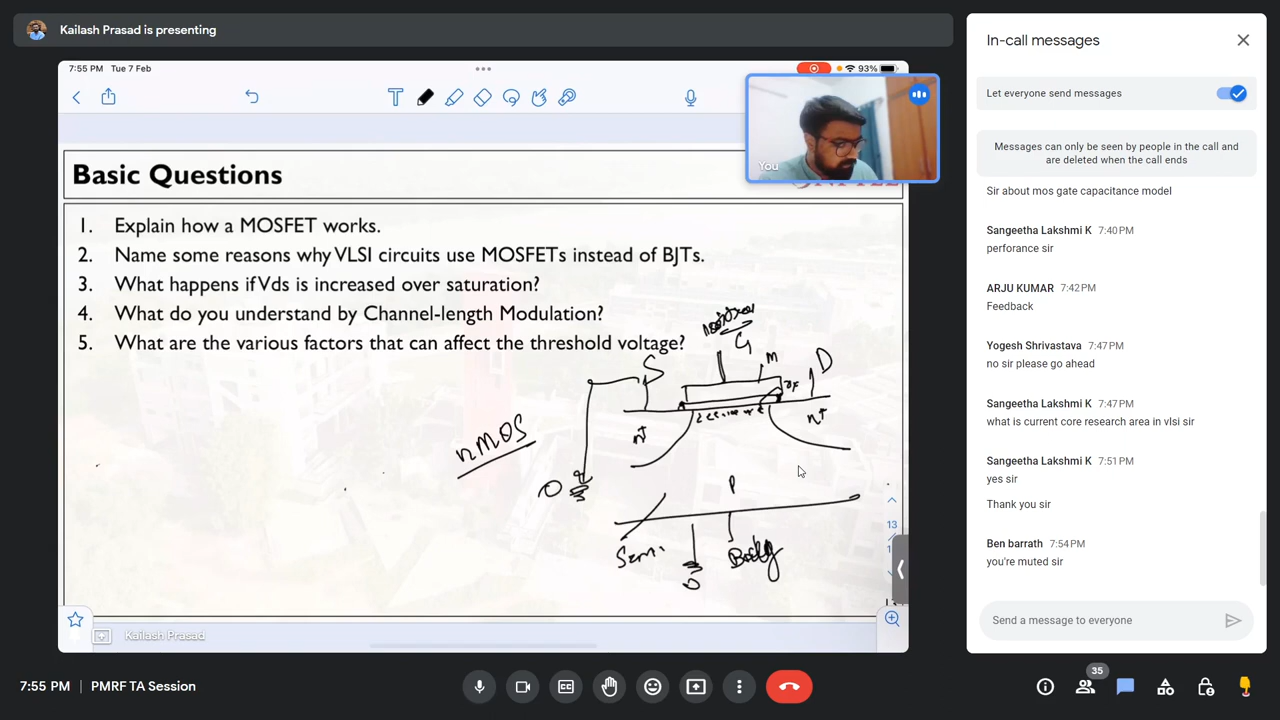 Kailash Prasad is presenting
7:55 PM Tue 7 Feb
93%
You
Basic Questions
1. Explain how a MOSFET works.
2. Name some reasons why VLSI circuits use MOSFETs instead of BJTs.
3. What happens if Vds is increased over saturation?
4. What do you understand by Channel-length Modulation?
5. What are the various factors that can affect the threshold voltage?
S
G
M
D
n+
n+
nMOS
0
P
Semi
Body
0
13
Kailash Prasad
In-call messages
Let everyone send messages
Messages can only be seen by people in the call and
are deleted when the call ends
Sir about mos gate capacitance model
Sangeetha Lakshmi K 7:40 PM
perforance sir
ARJU KUMAR 7:42 PM
Feedback
Yogesh Shrivastava 7:47 PM
no sir please go ahead
Sangeetha Lakshmi K 7:47 PM
what is current core research area in vlsi sir
Sangeetha Lakshmi K 7:51 PM
yes sir
Thank you sir
Ben barrath 7:54 PM
you're muted sir
Send a message to everyone
7:55 PM PMRF TA Session
35